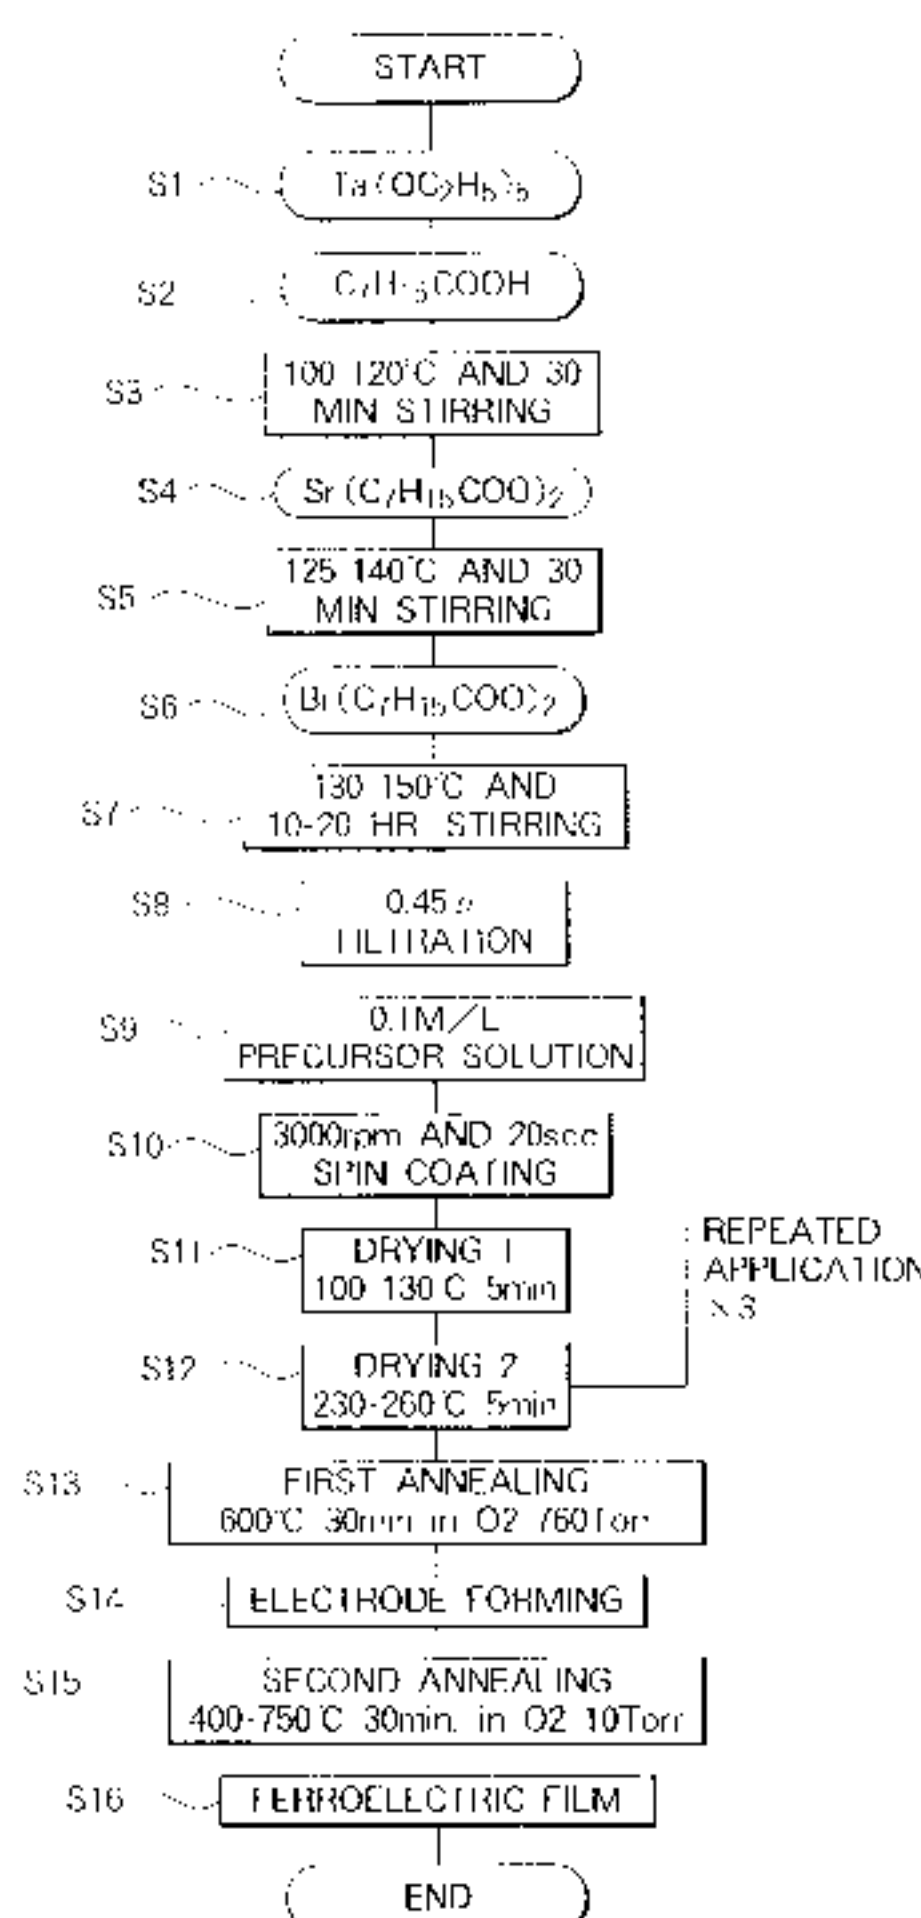 START
S1 Ta(OC2H5)5
S2 C7H15COOH
S3 100 120°C AND 30
MIN STIRRING
S4 Sr(C7H15COO)2
S5 125 140°C AND 30
MIN STIRRING
S6 Bi(C7H15COO)2
S7 130 150°C AND
10-20 HR STIRRING
S8 0.45μ
FILTRATION
S9 0.1M/L
PRECURSOR SOLUTION
S10 3000rpm AND 20sec
SPIN COATING
S11 DRYING 1
100 130°C 5min
REPEATED
APPLICATION
×3
S12 DRYING 2
230-260°C 5min
S13 FIRST ANNEALING
600°C 30min in O2 760Torr
S14 ELECTRODE FORMING
S15 SECOND ANNEALING
400-750°C 30min. in O2 10Torr
S16 FERROELECTRIC FILM
END